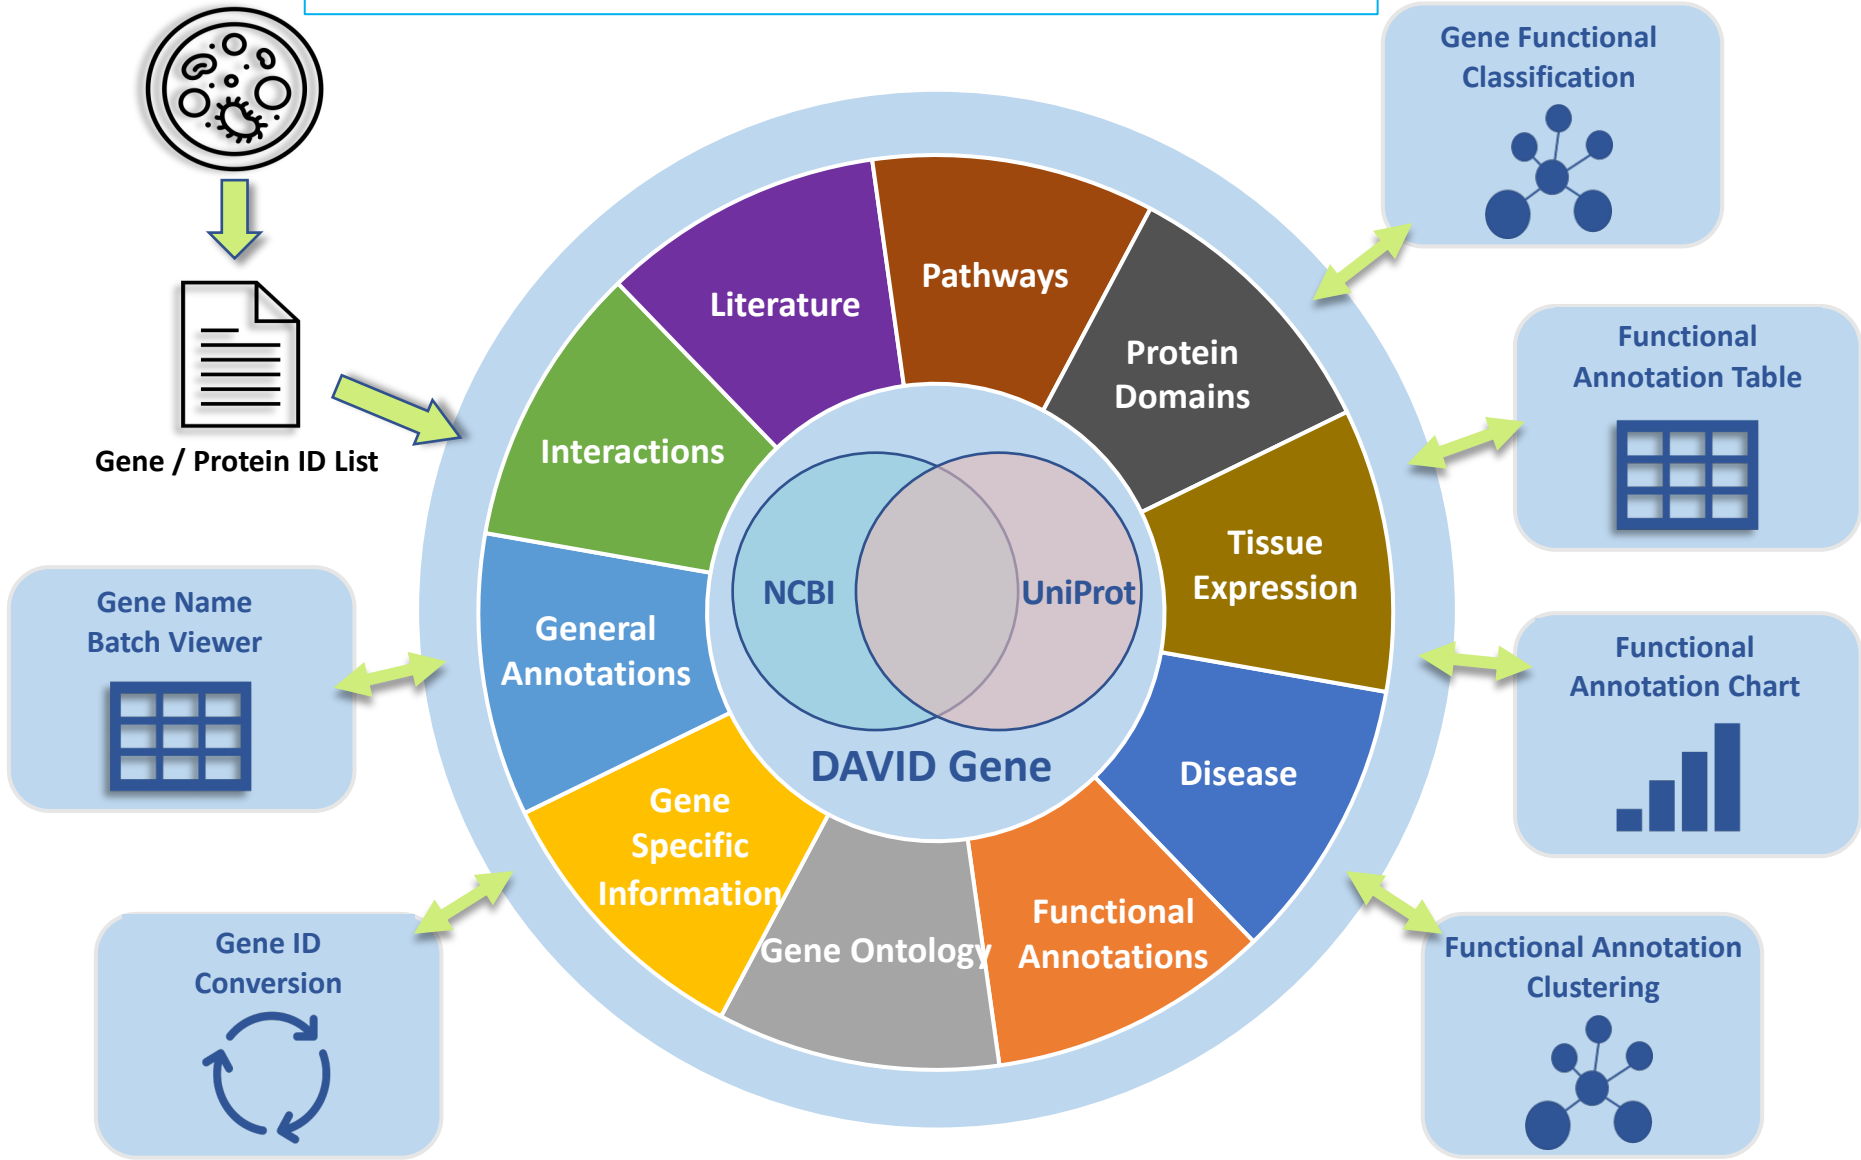 Gene Functional
Classification
Gene / Protein ID List
Literature
Pathways
Protein
Domains
Interactions
Tissue
Expression
General
Annotations
NCBI
UniProt
DAVID Gene
Disease
Gene
Specific
Information
Gene Ontology
Functional
Annotations
Functional
Annotation Table
Gene Name
Batch Viewer
Functional
Annotation Chart
Gene ID
Conversion
Functional Annotation
Clustering